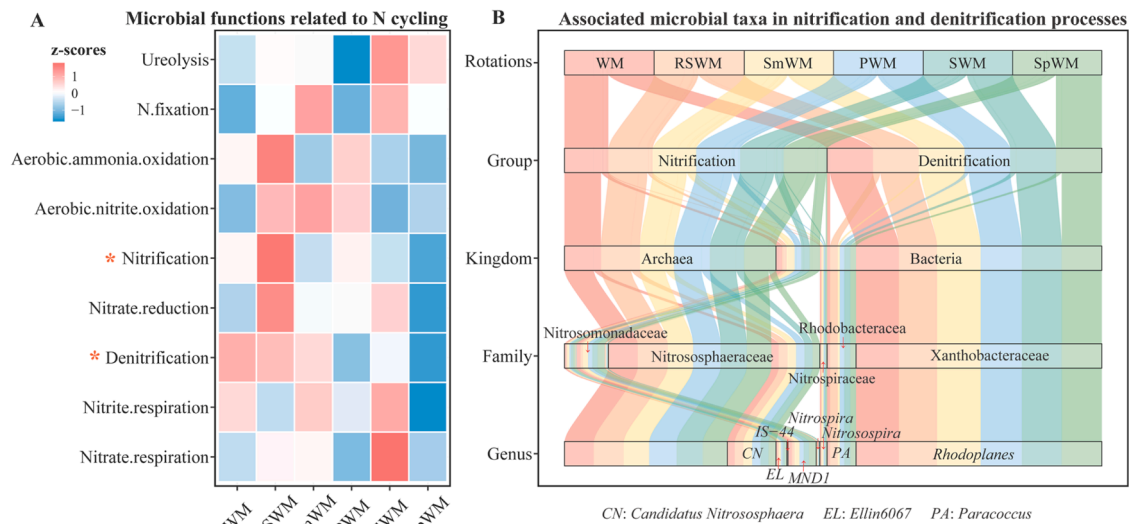 A
Microbial functions related to N cycling
z-scores
1
0
−1
Ureolysis
N.fixation
Aerobic.ammonia.oxidation
Aerobic.nitrite.oxidation
* Nitrification
Nitrate.reduction
* Denitrification
Nitrite.respiration
Nitrate.respiration
B
Associated microbial taxa in nitrification and denitrification processes
Rotations
WM RSWM SmWM PWM SWM SpWM
Group
Nitrification Denitrification
Kingdom
Archaea Bacteria
Nitrosomonadaceae
Rhodobacteracea
Family
Nitrososphaeraceae Xanthobacteraceae
Nitrospiraceae
Nitrospira
IS−44 Nitrosospira
Genus
CN PA Rhodoplanes
EL MND1
CN: Candidatus Nitrososphaera EL: Ellin6067 PA: Paracoccus